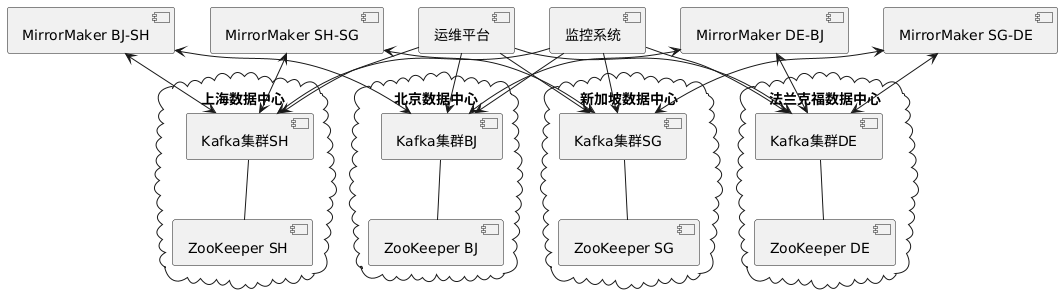 MirrorMaker BJ-SH
MirrorMaker SH-SG
运维平台
监控系统
MirrorMaker DE-BJ
MirrorMaker SG-DE
上海数据中心
北京数据中心
新加坡数据中心
法兰克福数据中心
Kafka集群SH
Kafka集群BJ
Kafka集群SG
Kafka集群DE
ZooKeeper SH
ZooKeeper BJ
ZooKeeper SG
ZooKeeper DE